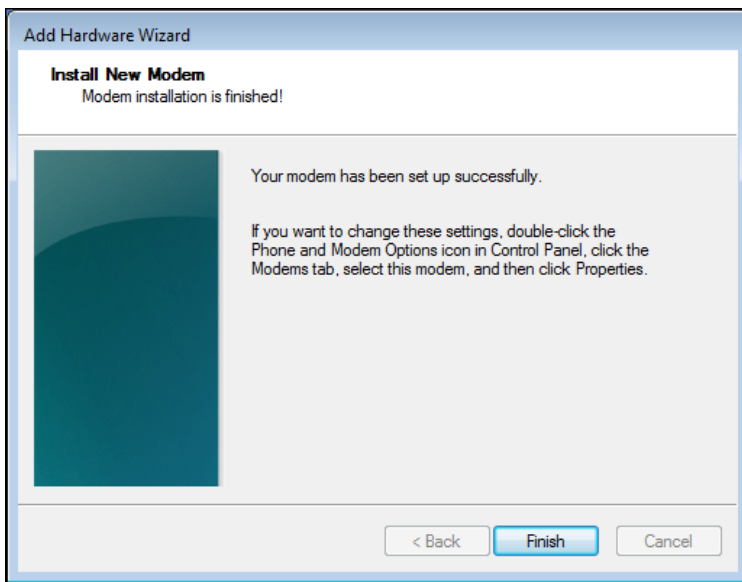 Add Hardware Wizard
Install New Modem
Modem installation is finished!
Your modem has been set up successfully.
If you want to change these settings, double-click the
Phone and Modem Options icon in Control Panel, click the
Modems tab, select this modem, and then click Properties.
< Back Finish Cancel